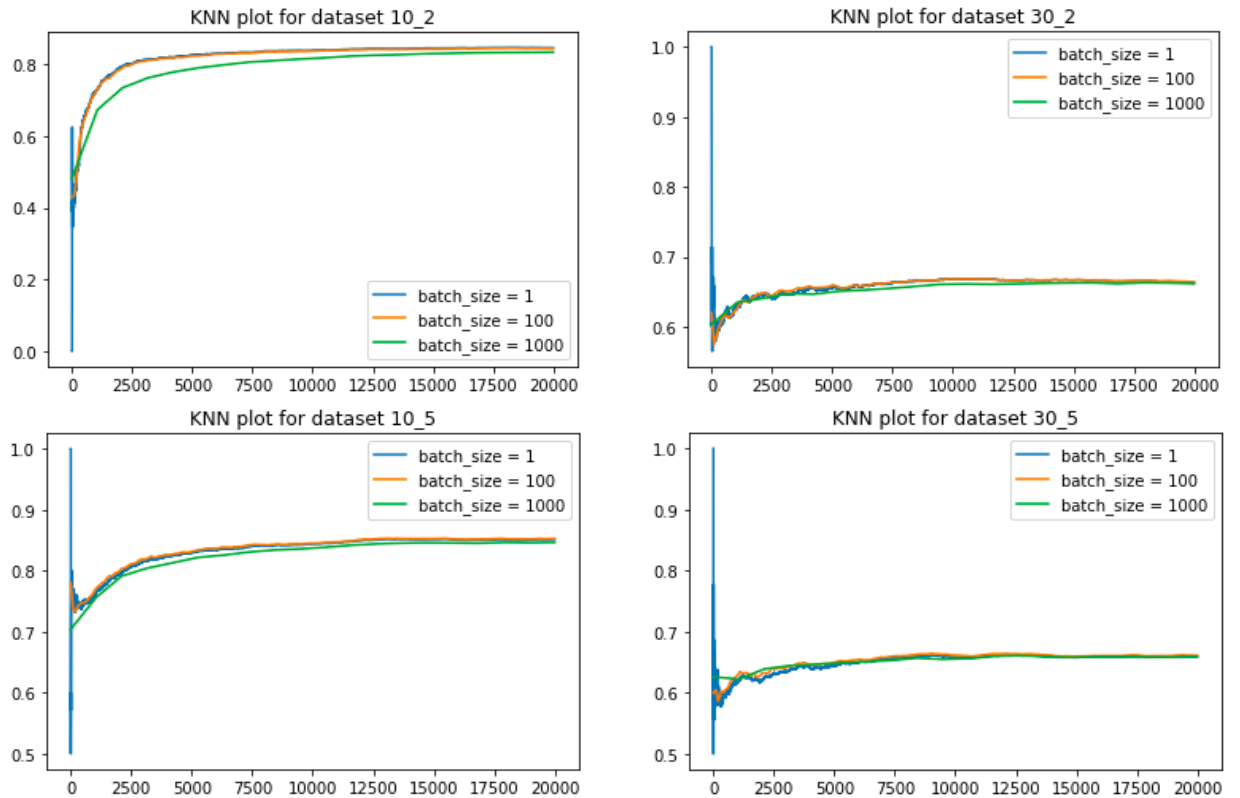 KNN plot for dataset 10_2
0.8
0.6
0.4
0.2
0.0
batch_size = 1
batch_size = 100
batch_size = 1000
0 2500 5000 7500 10000 12500 15000 17500 20000
KNN plot for dataset 30_2
1.0
0.9
0.8
0.7
0.6
batch_size = 1
batch_size = 100
batch_size = 1000
0 2500 5000 7500 10000 12500 15000 17500 20000
KNN plot for dataset 10_5
1.0
0.9
0.8
0.7
0.6
0.5
batch_size = 1
batch_size = 100
batch_size = 1000
0 2500 5000 7500 10000 12500 15000 17500 20000
KNN plot for dataset 30_5
1.0
0.9
0.8
0.7
0.6
0.5
batch_size = 1
batch_size = 100
batch_size = 1000
0 2500 5000 7500 10000 12500 15000 17500 20000